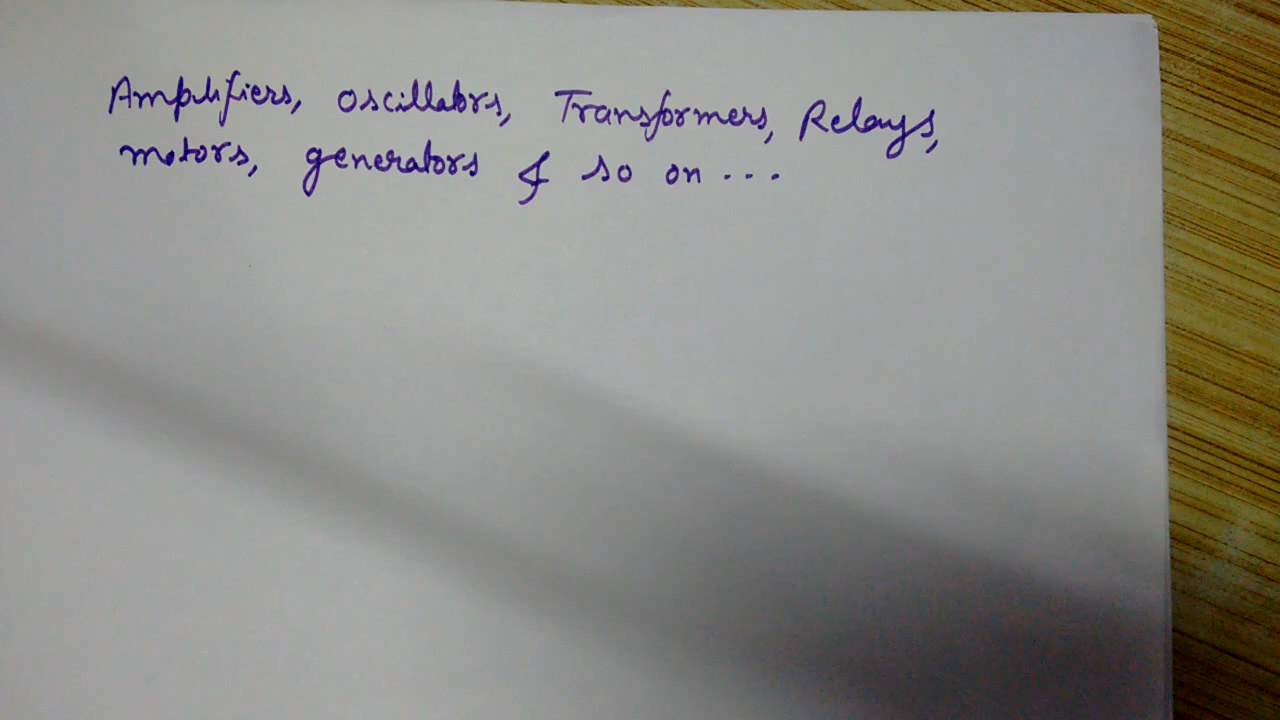 Amplifiers, Oscillators, Transformers, Relays,
motors, generators & so on ...